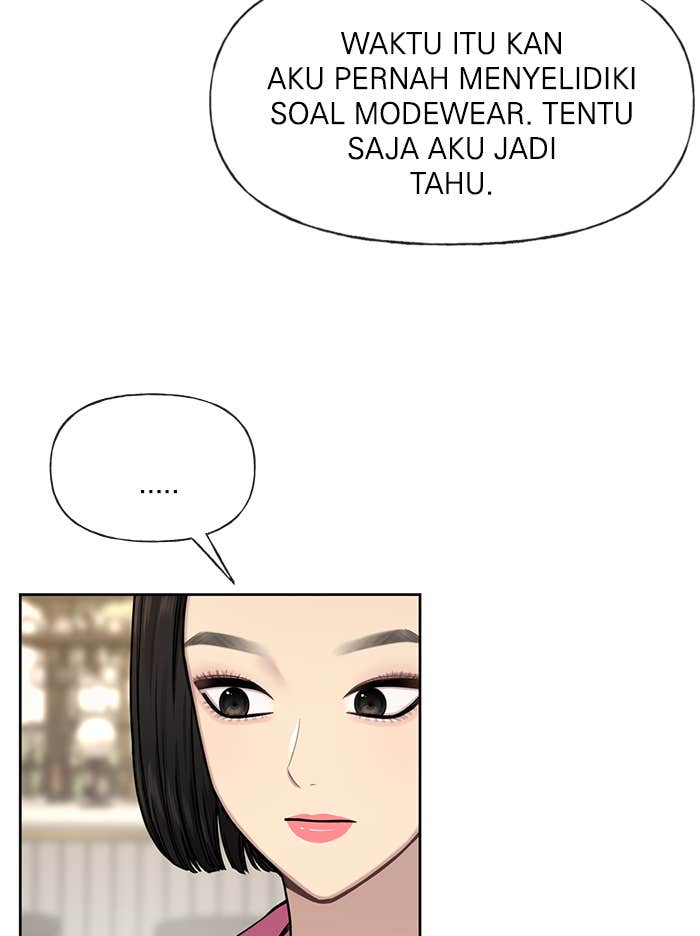 WAKTU ITU KAN
AKU PERNAH MENYELIDIKI
SOAL MODEWEAR. TENTU
SAJA AKU JADI
TAHU.
.....